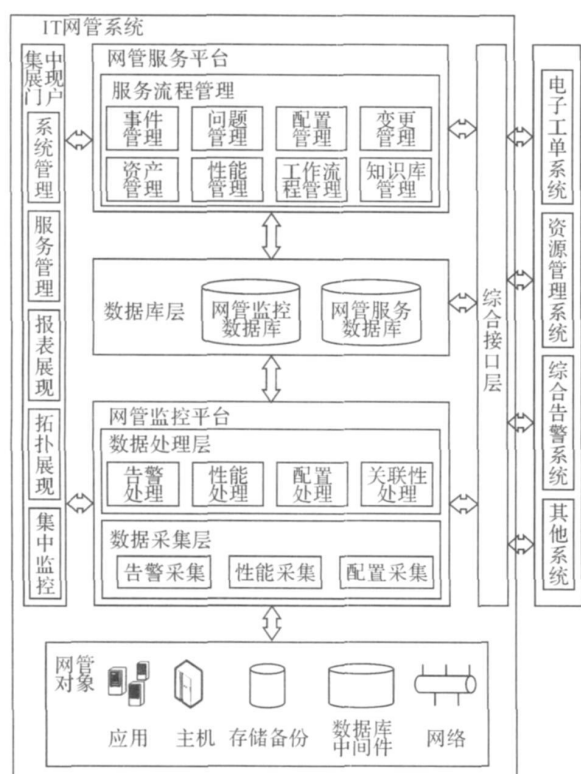 IT网管系统
集中
展现
门户
系统管理
服务管理
报表展现
拓扑展现
集中监控
网管服务平台
服务流程管理
事件
管理
问题
管理
配置
管理
变更
管理
资产
管理
性能
管理
工作流
程管理
知识库
管理
数据库层
网管监控
数据库
网管服务
数据库
网管监控平台
数据处理层
告警
处理
性能
处理
配置
处理
关联性
处理
数据采集层
告警采集
性能采集
配置采集
综合接口层
电子工单系统
资源管理系统
综合告警系统
其他系统
网管
对象
应用
主机
存储备份
数据库
中间件
网络